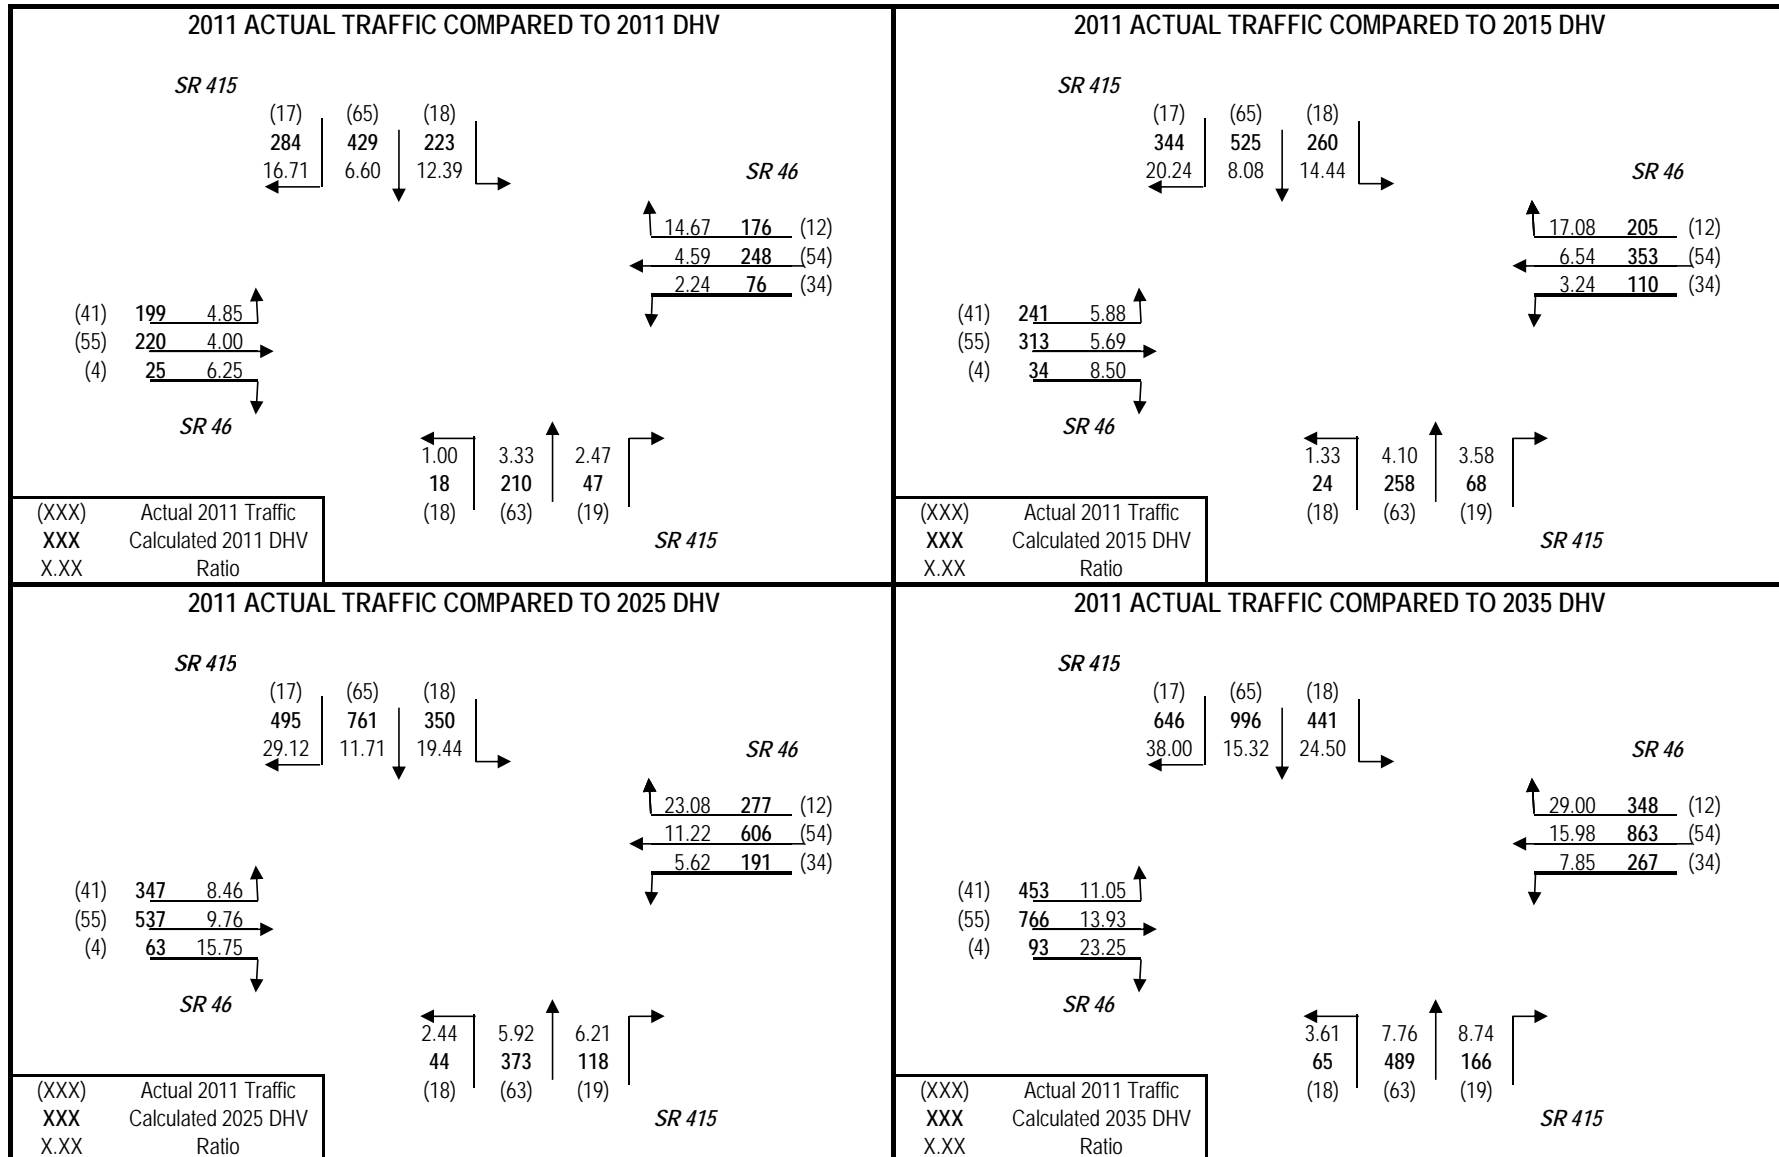 2011 ACTUAL TRAFFIC COMPARED TO 2011 DHV
SR 415
(17) (65) (18)
284 429 223
16.71 6.60 12.39
SR 46
14.67 176 (12)
4.59 248 (54)
2.24 76 (34)
(41) 199 4.85
(55) 220 4.00
(4) 25 6.25
SR 46
1.00 3.33 2.47
18 210 47
(18) (63) (19)
SR 415
(XXX) Actual 2011 Traffic
XXX Calculated 2011 DHV
X.XX Ratio
2011 ACTUAL TRAFFIC COMPARED TO 2015 DHV
SR 415
(17) (65) (18)
344 525 260
20.24 8.08 14.44
SR 46
17.08 205 (12)
6.54 353 (54)
3.24 110 (34)
(41) 241 5.88
(55) 313 5.69
(4) 34 8.50
SR 46
1.33 4.10 3.58
24 258 68
(18) (63) (19)
SR 415
(XXX) Actual 2011 Traffic
XXX Calculated 2015 DHV
X.XX Ratio
2011 ACTUAL TRAFFIC COMPARED TO 2025 DHV
SR 415
(17) (65) (18)
495 761 350
29.12 11.71 19.44
SR 46
23.08 277 (12)
11.22 606 (54)
5.62 191 (34)
(41) 347 8.46
(55) 537 9.76
(4) 63 15.75
SR 46
2.44 5.92 6.21
44 373 118
(18) (63) (19)
SR 415
(XXX) Actual 2011 Traffic
XXX Calculated 2025 DHV
X.XX Ratio
2011 ACTUAL TRAFFIC COMPARED TO 2035 DHV
SR 415
(17) (65) (18)
646 996 441
38.00 15.32 24.50
SR 46
29.00 348 (12)
15.98 863 (54)
7.85 267 (34)
(41) 453 11.05
(55) 766 13.93
(4) 93 23.25
SR 46
3.61 7.76 8.74
65 489 166
(18) (63) (19)
SR 415
(XXX) Actual 2011 Traffic
XXX Calculated 2035 DHV
X.XX Ratio